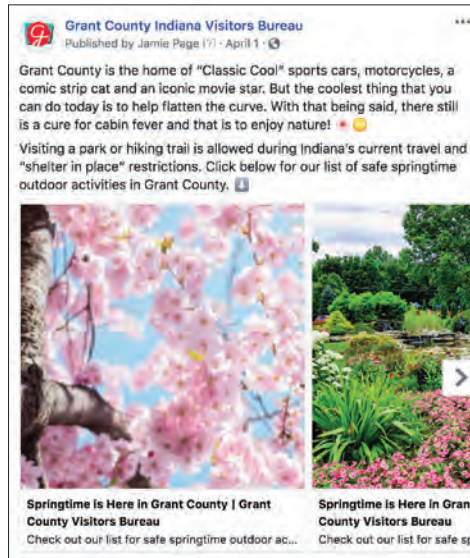 Grant County Indiana Visitors Bureau
Published by Jamie Page [?] · April 1 ·
Grant County is the home of "Classic Cool" sports cars, motorcycles, a
comic strip cat and an iconic movie star. But the coolest thing that you
can do today is to help flatten the curve. With that being said, there still
is a cure for cabin fever and that is to enjoy nature!
Visiting a park or hiking trail is allowed during Indiana's current travel and
"shelter in place" restrictions. Click below for our list of safe springtime
outdoor activities in Grant County.
Springtime is Here in Grant County | Grant
County Visitors Bureau
Check out our list for safe springtime outdoor ac...
Springtime is Here in Gran
County Visitors Bureau
Check out our list for safe sp